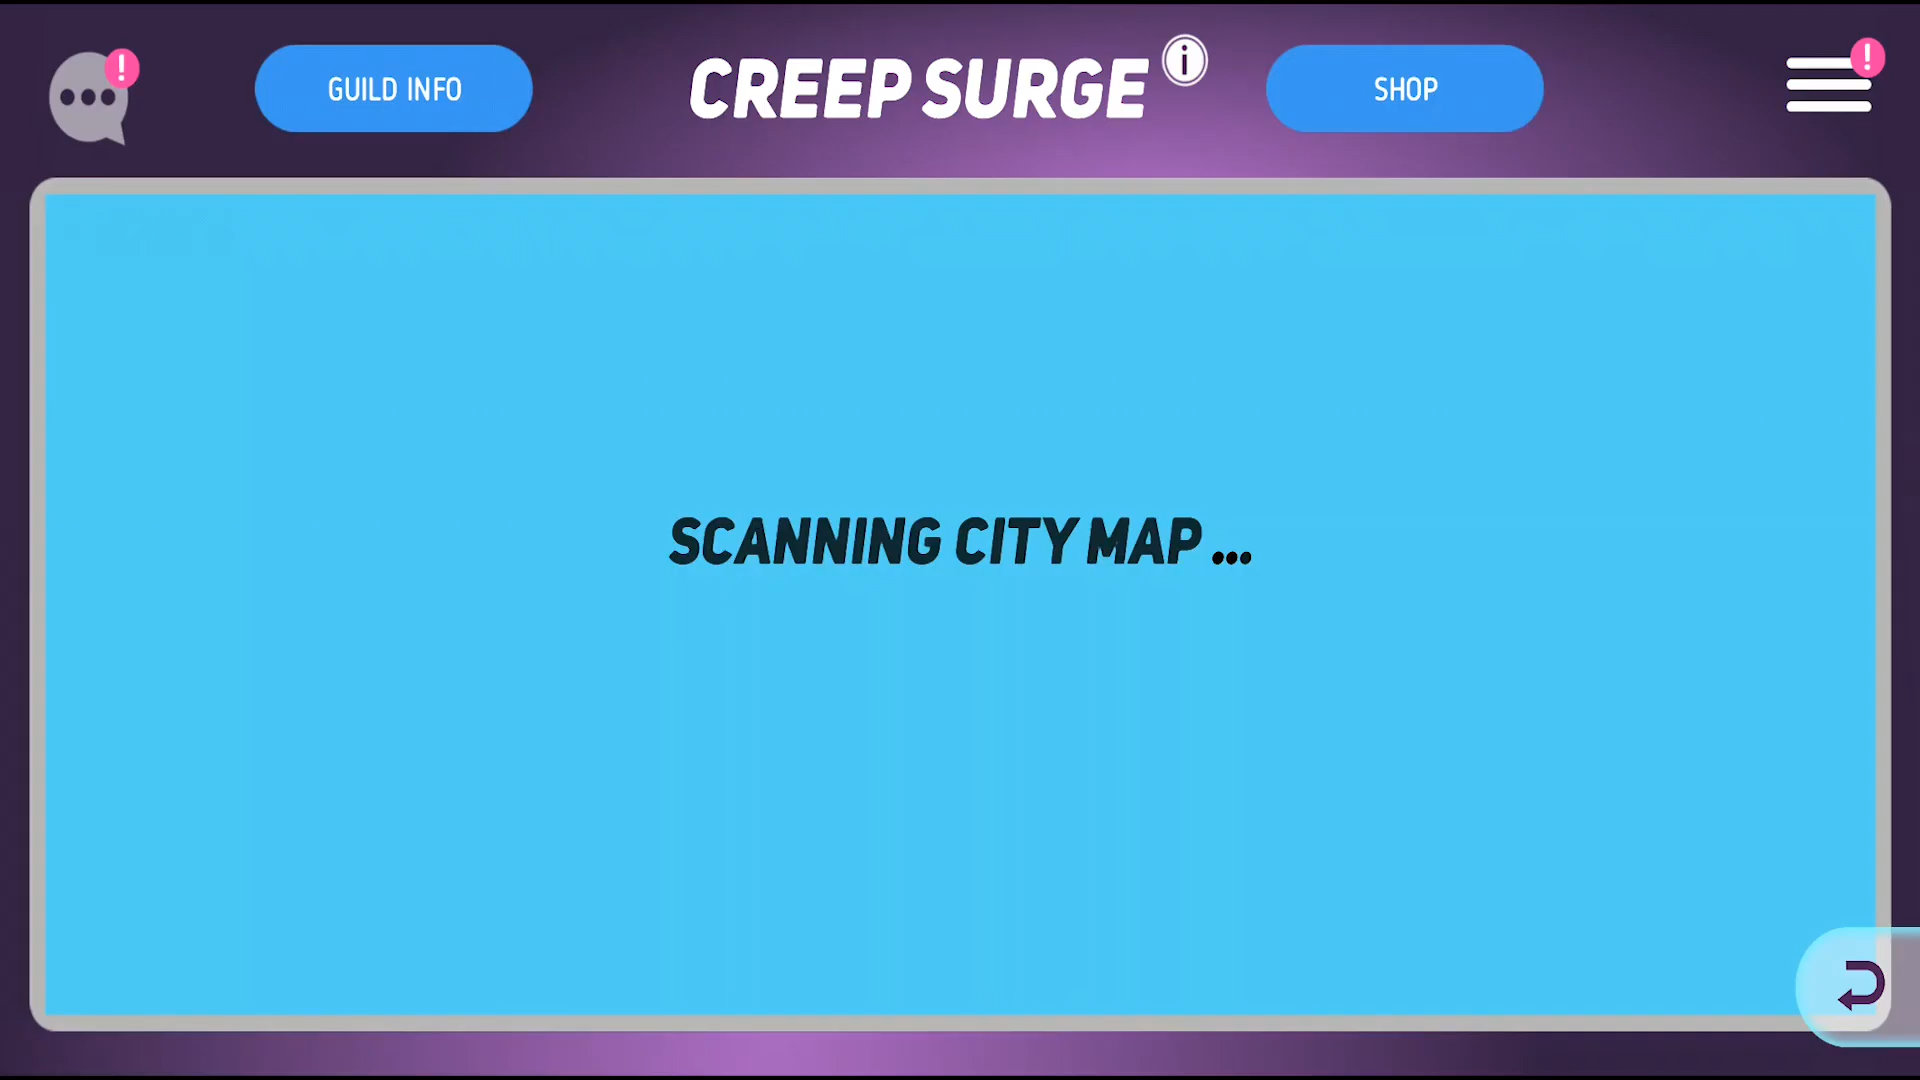 GUILD INFO
CREEP SURGE
i
SHOP
!
!
SCANNING CITY MAP ...